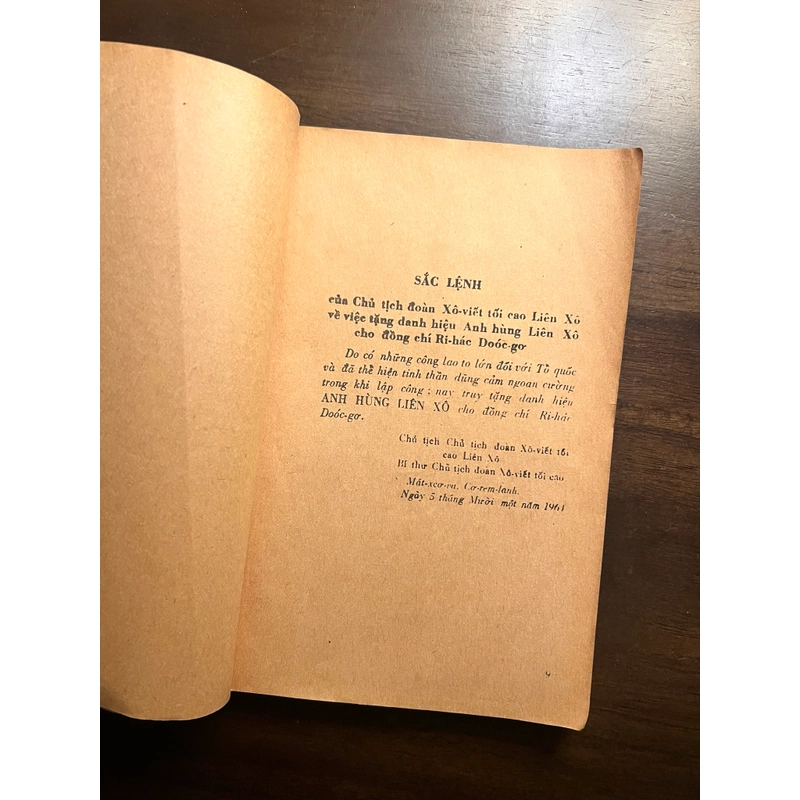 SẮC LỆNH
của Chủ tịch đoàn Xô-viết tối cao Liên Xô
về việc tặng danh hiệu Anh hùng Liên Xô
cho đồng chí Ri-hác Doóc-gơ
Do có những công lao to lớn đối với Tổ quốc
và đã thể hiện tinh thần dũng cảm ngoan cường
trong khi lập công ; nay truy tặng danh hiệu
ANH HÙNG LIÊN XÔ cho đồng chí Ri-hác
Doóc-gơ.
Chủ tịch Chủ tịch đoàn Xô-viết tối
cao Liên Xô
Bí thư Chủ tịch đoàn Xô-viết tối cao
Mát-xcơ-va, Cơ-rem-lanh.
Ngày 5 tháng Mười một năm 1964
9